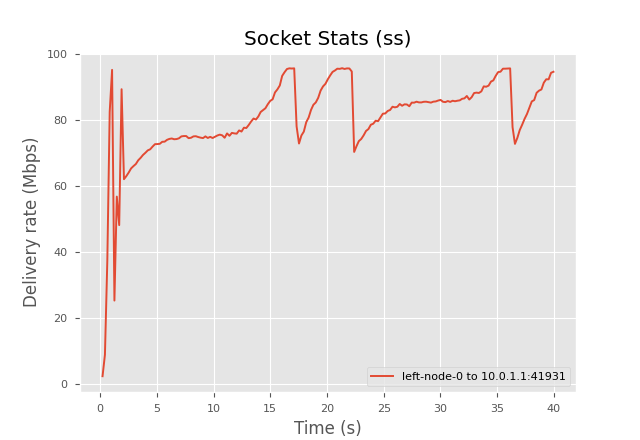 Socket Stats (ss)
Delivery rate (Mbps)
100
80
60
40
20
0
left-node-0 to 10.0.1.1:41931
0 5 10 15 20 25 30 35 40
Time (s)